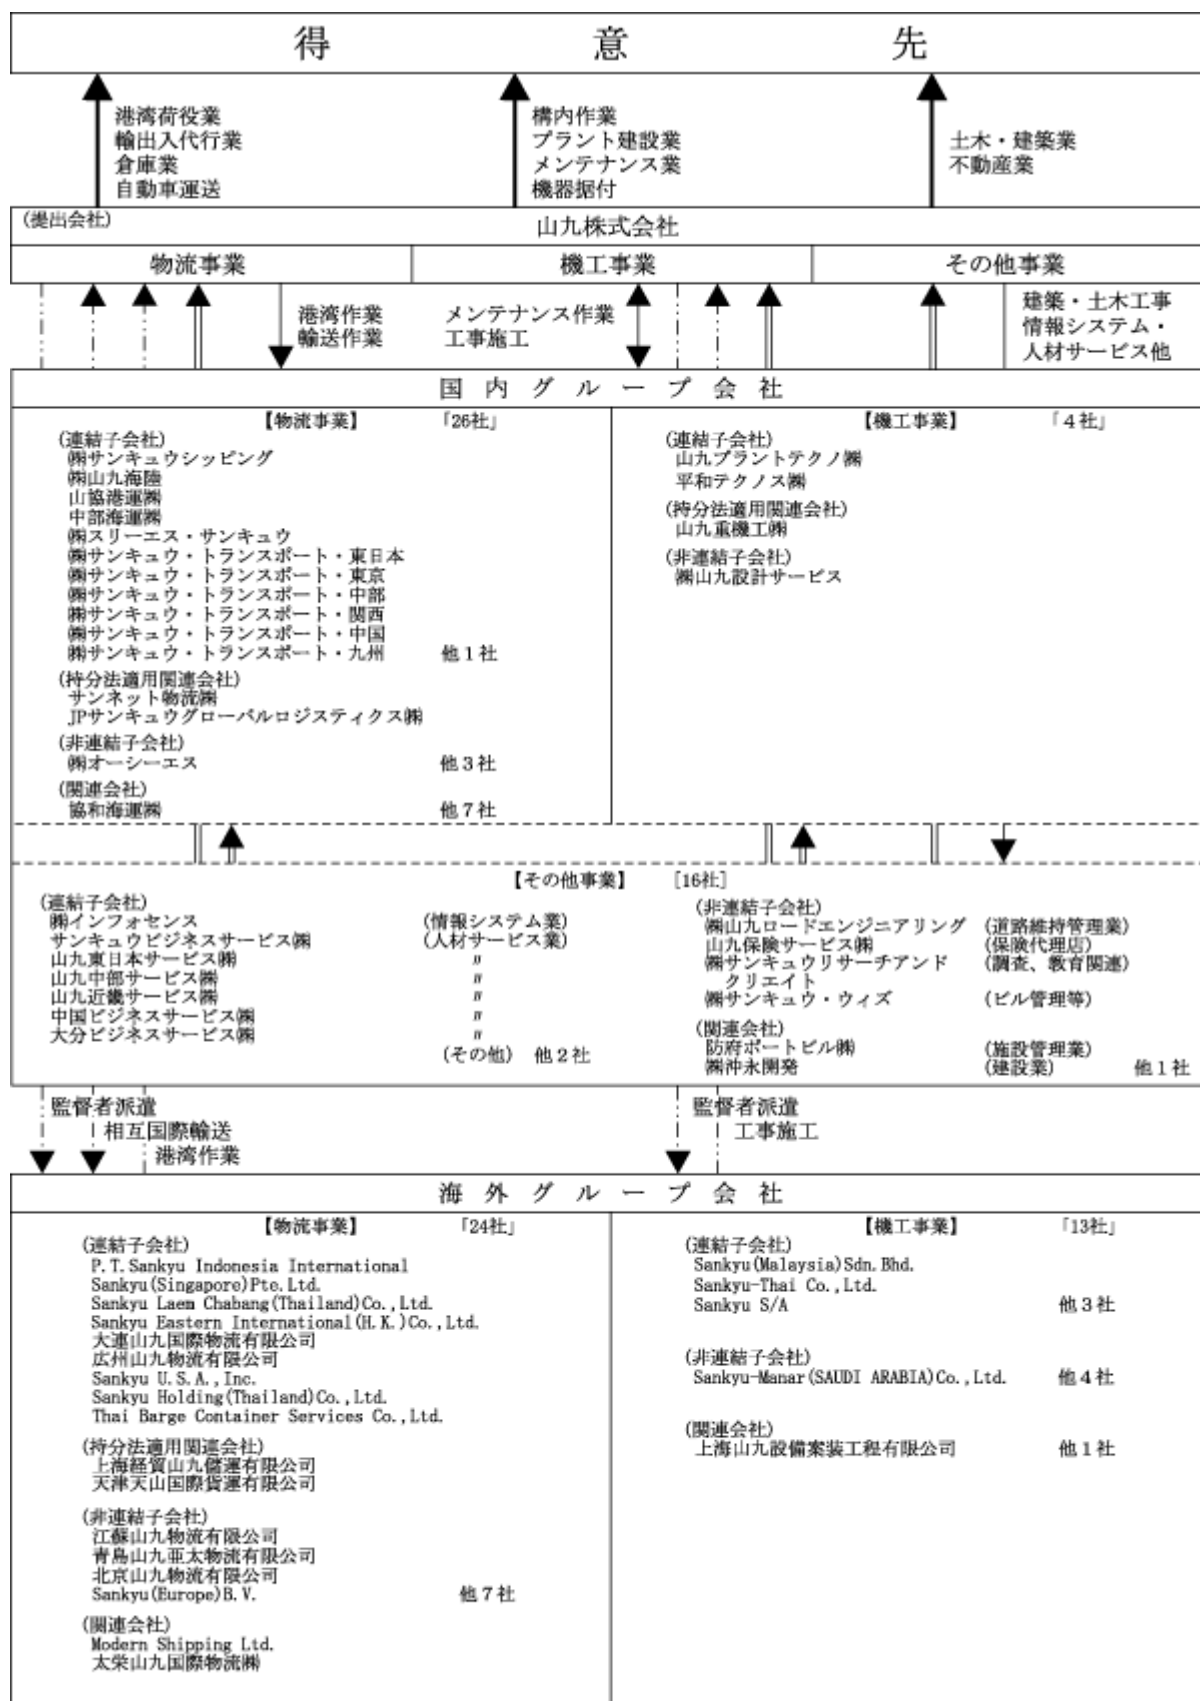 得意先
港湾荷役業
輸出入代行業
倉庫業
自動車運送
構内作業
プラント建設業
メンテナンス業
機器据付
土木・建築業
不動産業
(提出会社)
山九株式会社
物流事業 機工事業 その他事業
港湾作業
輸送作業
メンテナンス作業
工事施工
建築・土木工事
情報システム・
人材サービス他
国内グループ会社
【物流事業】 「26社」
(連結子会社)
㈱サンキュウシッピング
㈱山九海陸
山協港運㈱
中部海運㈱
㈱スリーエス・サンキュウ
㈱サンキュウ・トランスポート・東日本
㈱サンキュウ・トランスポート・東京
㈱サンキュウ・トランスポート・中部
㈱サンキュウ・トランスポート・関西
㈱サンキュウ・トランスポート・中国
㈱サンキュウ・トランスポート・九州 他1社
(持分法適用関連会社)
サンネット物流㈱
JPサンキュウグローバルロジスティクス㈱
(非連結子会社)
㈱オーシーエス 他3社
(関連会社)
協和海運㈱ 他7社
【機工事業】 「4社」
(連結子会社)
山九プラントテクノ㈱
平和テクノス㈱
(持分法適用関連会社)
山九重機工㈱
(非連結子会社)
㈱山九設計サービス
【その他事業】 [16社]
(連結子会社)
㈱インフォセンス (情報システム業)
サンキュウビジネスサービス㈱ (人材サービス業)
山九東日本サービス㈱ 〃
山九中部サービス㈱ 〃
山九近畿サービス㈱ 〃
中国ビジネスサービス㈱ 〃
大分ビジネスサービス㈱ 〃
(その他) 他2社
(非連結子会社)
㈱山九ロードエンジニアリング (道路維持管理業)
山九保険サービス㈱ (保険代理店)
㈱サンキュウリサーチアンド (調査、教育関連)
クリエイト
㈱サンキュウ・ウィズ (ビル管理等)
(関連会社)
防府ポートビル㈱ (施設管理業)
㈱沖永開発 (建設業) 他1社
監督者派遣
相互国際輸送
港湾作業
監督者派遣
工事施工
海外グループ会社
【物流事業】 「24社」
(連結子会社)
P.T.Sankyu Indonesia International
Sankyu(Singapore)Pte.Ltd.
Sankyu Laem Chabang(Thailand)Co.,Ltd.
Sankyu Eastern International(H.K.)Co.,Ltd.
大連山九国際物流有限公司
広州山九物流有限公司
Sankyu U.S.A.,Inc.
Sankyu Holding(Thailand)Co.,Ltd.
Thai Barge Container Services Co.,Ltd.
(持分法適用関連会社)
上海経貿山九儲運有限公司
天津天山国際貨運有限公司
(非連結子会社)
江蘇山九物流有限公司
青島山九亜太物流有限公司
北京山九物流有限公司
Sankyu(Europe)B.V. 他7社
(関連会社)
Modern Shipping Ltd.
太栄山九国際物流㈱
【機工事業】 「13社」
(連結子会社)
Sankyu(Malaysia)Sdn.Bhd.
Sankyu-Thai Co.,Ltd.
Sankyu S/A 他3社
(非連結子会社)
Sankyu-Manar(SAUDI ARABIA)Co.,Ltd. 他4社
(関連会社)
上海山九設備案装工程有限公司 他1社